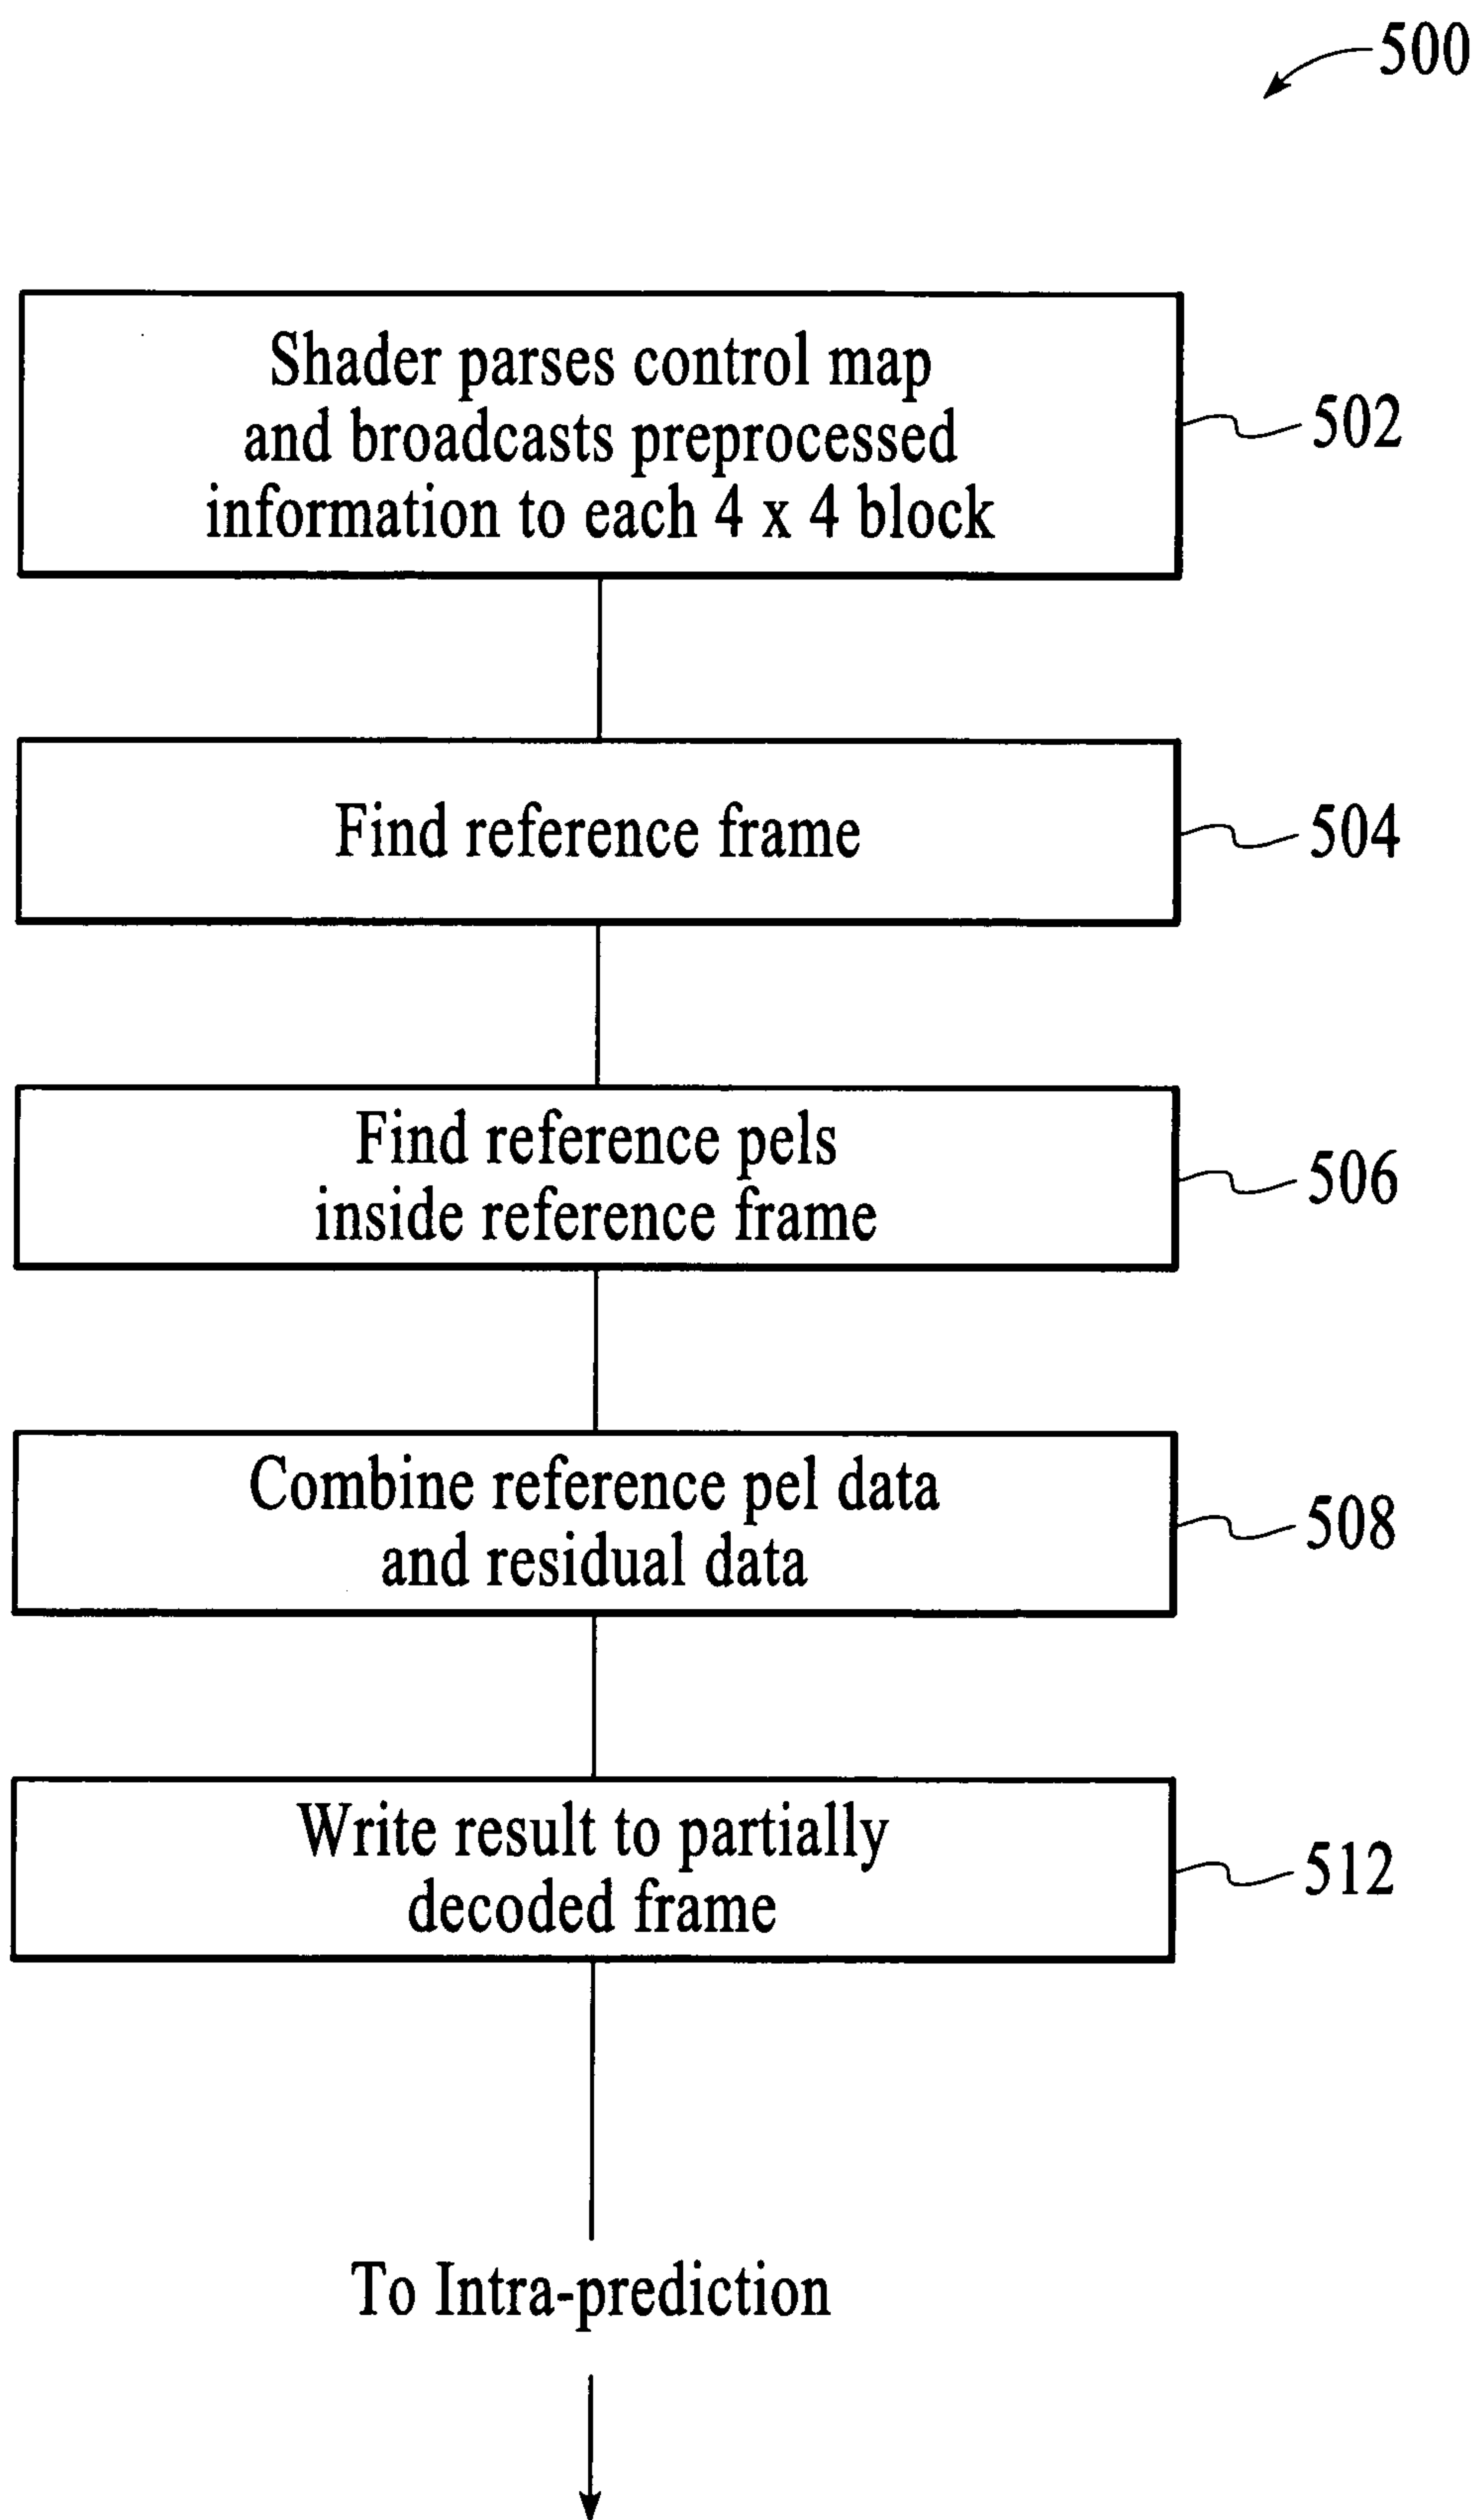 500
Shader parses control map
and broadcasts preprocessed
information to each 4 x 4 block
502
Find reference frame
504
Find reference pels
inside reference frame
506
Combine reference pel data
and residual data
508
Write result to partially
decoded frame
512
To Intra-prediction